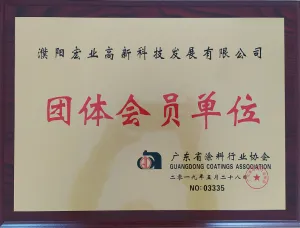 濮阳宏业高新科技发展有限公司
团体会员单位
广东省涂料行业协会
GUANGDONG COATINGS ASSOCIATION
二〇一九年五月二十八日
NO:03335